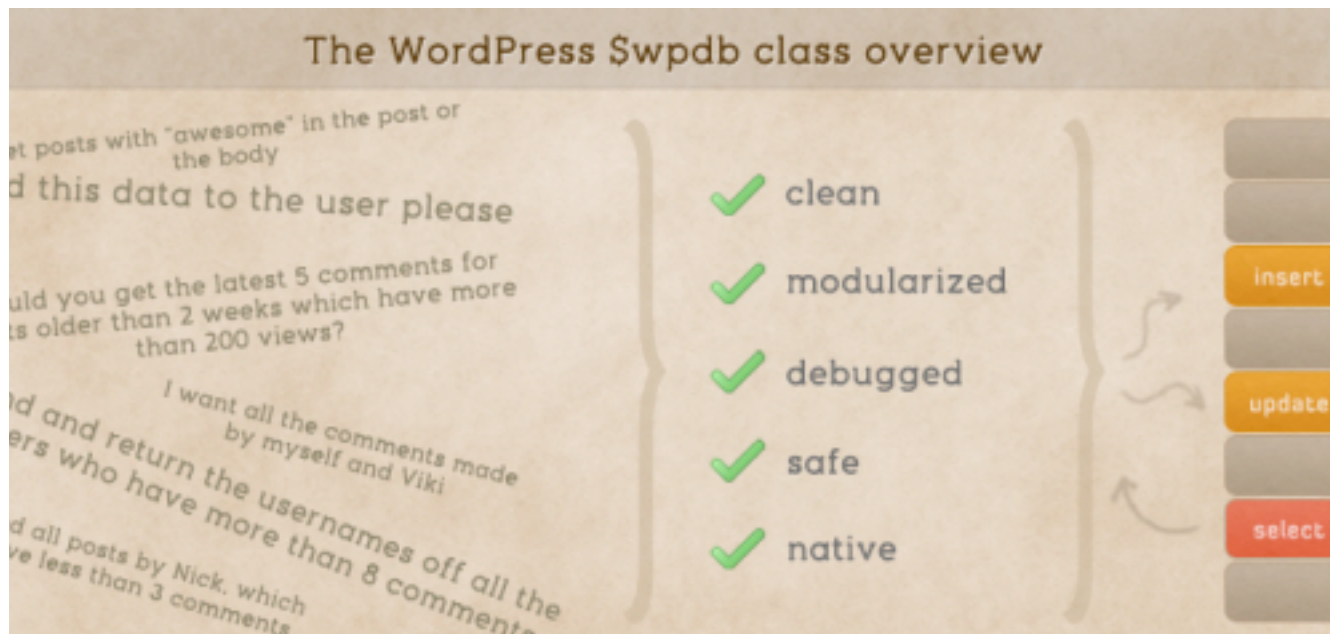 The WordPress $wpdb class overview
et posts with "awesome" in the post or
the body
d this data to the user please
uld you get the latest 5 comments for
ts older than 2 weeks which have more
than 200 views?
I want all the comments made
by myself and Viki
nd and return the usernames off all the
ers who have more than 8 comments
d all posts by Nick, which
ve less than 3 comments
clean
modularized
debugged
safe
native
insert
update
select